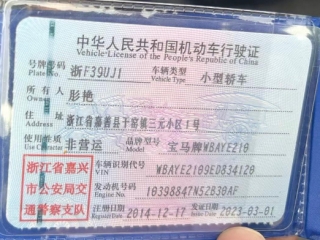 中华人民共和国机动车行驶证
Vehicle License of the People's Republic of China
号牌号码 浙F39UJ1 车辆类型 小型轿车
Plate No. Vehicle Type
所有人 彤艳
Owner
住址 浙江省嘉善县干窑镇三元小区1号
Address
使用性质 非营运 品牌型号 宝马牌WBAYE210
Use Character Model
浙江省嘉兴 车辆识别代号 WBAYE2109ED834120
市公安局交 VIN
通警察支队 发动机号码 10398847N52B30AF
Engine No.
注册日期 2014-12-17 发证日期 2023-03-01
Register Date Issue Date